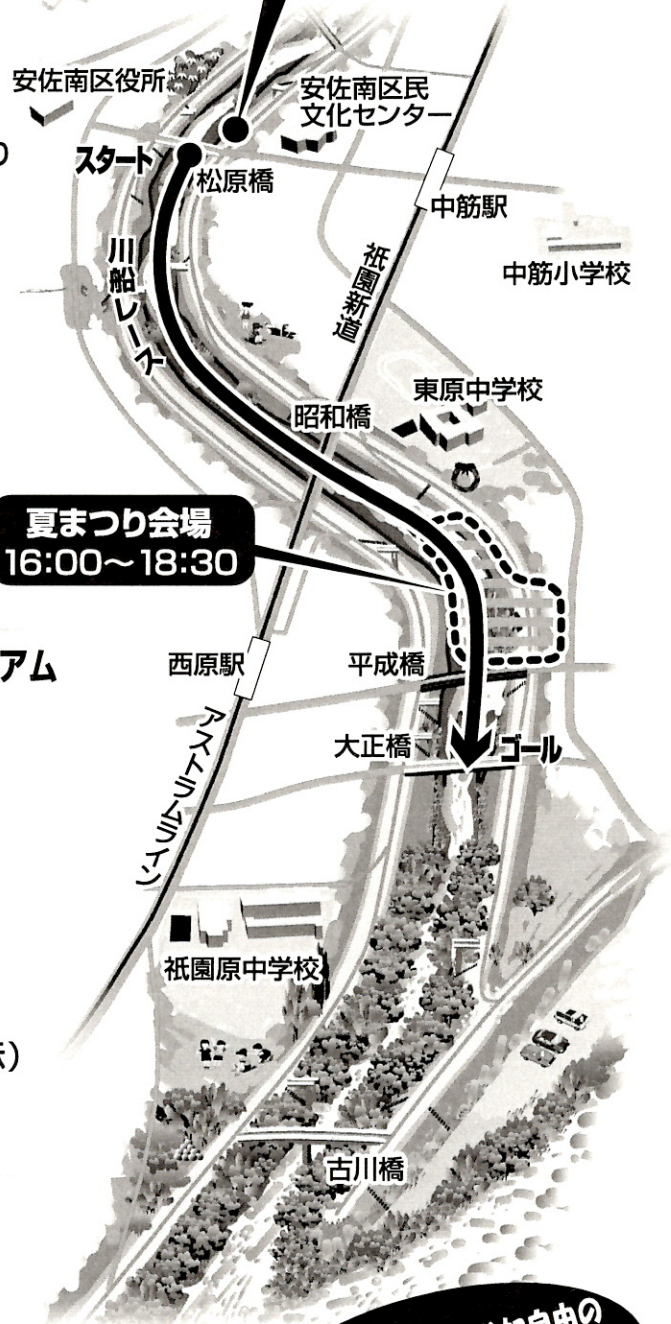 安佐南区役所
安佐南区民
文化センター
スタート
松原橋
中筋駅
中筋小学校
川船レース
祇園新道
東原中学校
昭和橋
夏まつり会場
16:00～18:30
アム
西原駅
平成橋
大正橋
ゴール
アストラムライン
祇園原中学校
古川橋
自由の